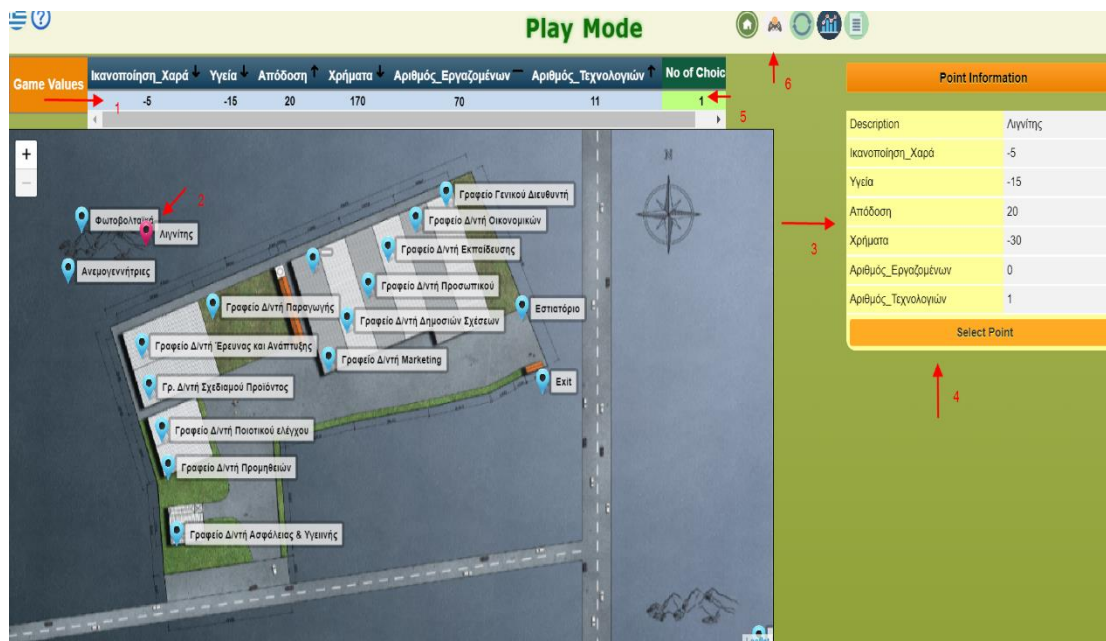 ?
Play Mode
6
Game Values
Ικανοποίηση_Χαρά Υγεία Απόδοση Χρήματα Αριθμός_Εργαζομένων Αριθμός_Τεχνολογιών No of Choic
1 -5 -15 20 170 70 11 1
5
Point Information
Description Λιγνίτης
Ικανοποίηση_Χαρά -5
Υγεία -15
Απόδοση 20
Χρήματα -30
Αριθμός_Εργαζομένων 0
Αριθμός_Τεχνολογιών 1
Select Point
3
4
+
−
N
2
Φωτοβολταϊκά
Λιγνίτης
Ανεμογεννήτριες
Γραφείο Γενικού Διευθυντή
Γραφείο Δ/ντή Οικονομικών
Γραφείο Δ/ντή Εκπαίδευσης
Γραφείο Δ/ντή Προσωπικού
Γραφείο Δ/ντή Παραγωγής
Εστιατόριο
Γραφείο Δ/ντή Δημοσιών Σχέσεων
Γραφείο Δ/ντή Έρευνας και Ανάπτυξης
Γραφείο Δ/ντή Marketing
Γρ. Δ/ντή Σχεδιαμού Προϊόντος
Exit
Γραφείο Δ/ντή Ποιοτικού ελέγχου
Γραφείο Δ/ντή Προμηθειών
Γραφείο Δ/ντή Ασφάλειας & Υγειινής